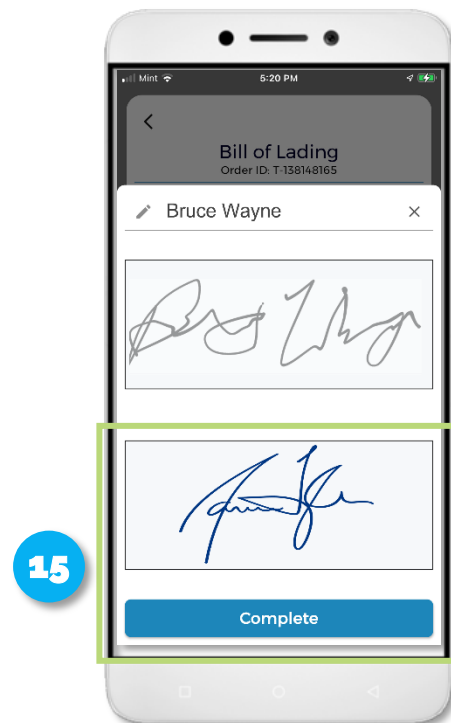 Mint
5:20 PM
Bill of Lading
Order ID: T-138148165
Bruce Wayne
15
Complete